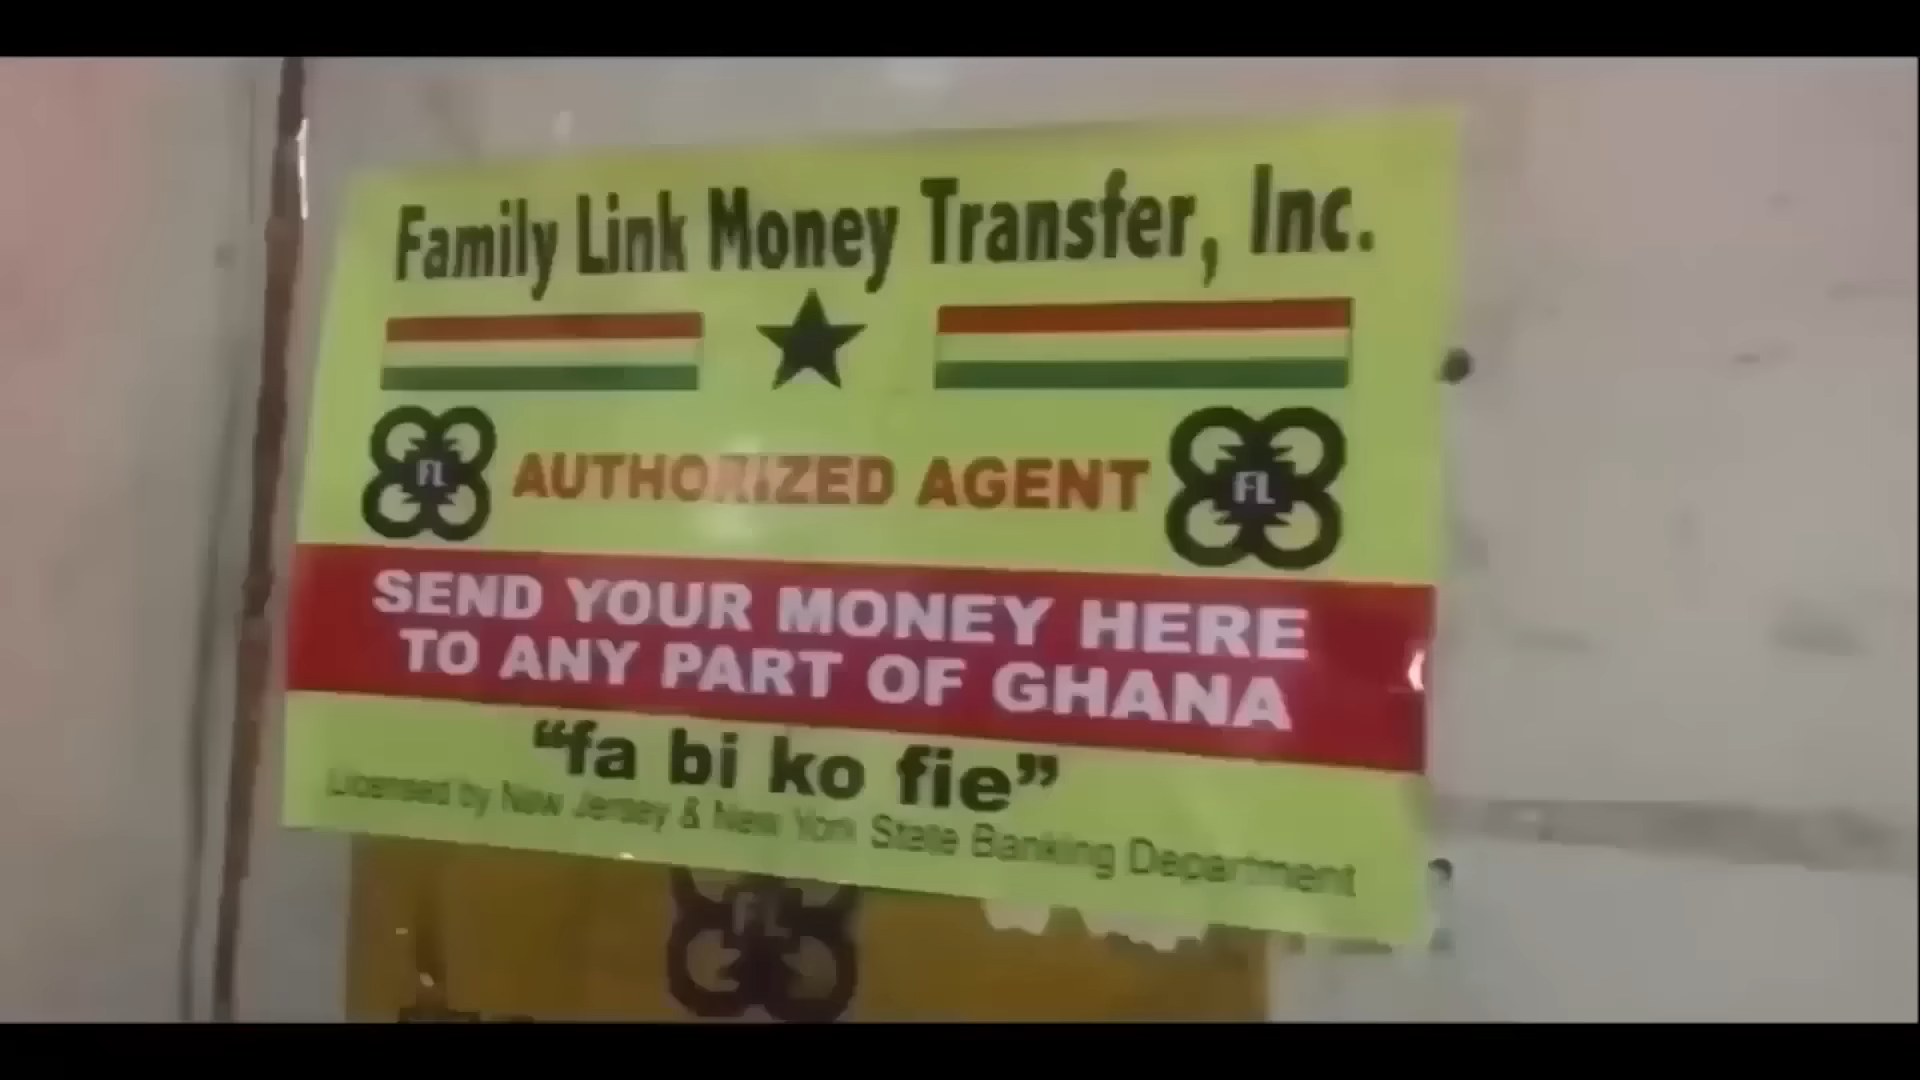 Family Link Money Transfer, Inc.
FL AUTHORIZED AGENT FL
SEND YOUR MONEY HERE
TO ANY PART OF GHANA
“fa bi ko fie”
Licensed by New Jersey & New York State Banking Department
FL